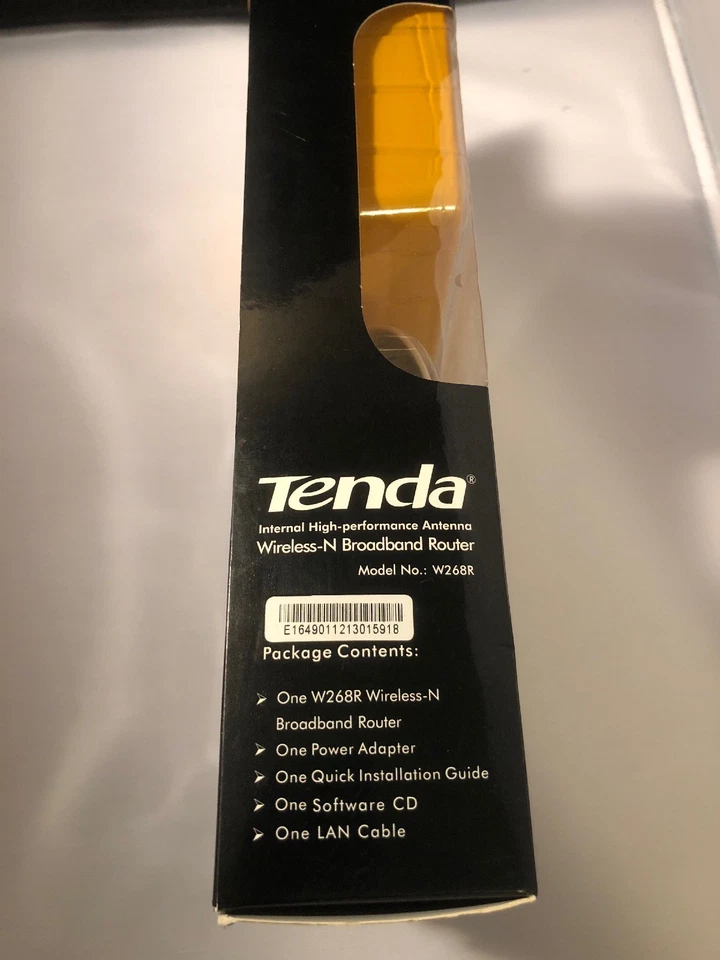 Tenda®
Internal High-performance Antenna
Wireless-N Broadband Router
Model No.: W268R
E1649011213015918
Package Contents:
➢ One W268R Wireless-N
Broadband Router
➢ One Power Adapter
➢ One Quick Installation Guide
➢ One Software CD
➢ One LAN Cable